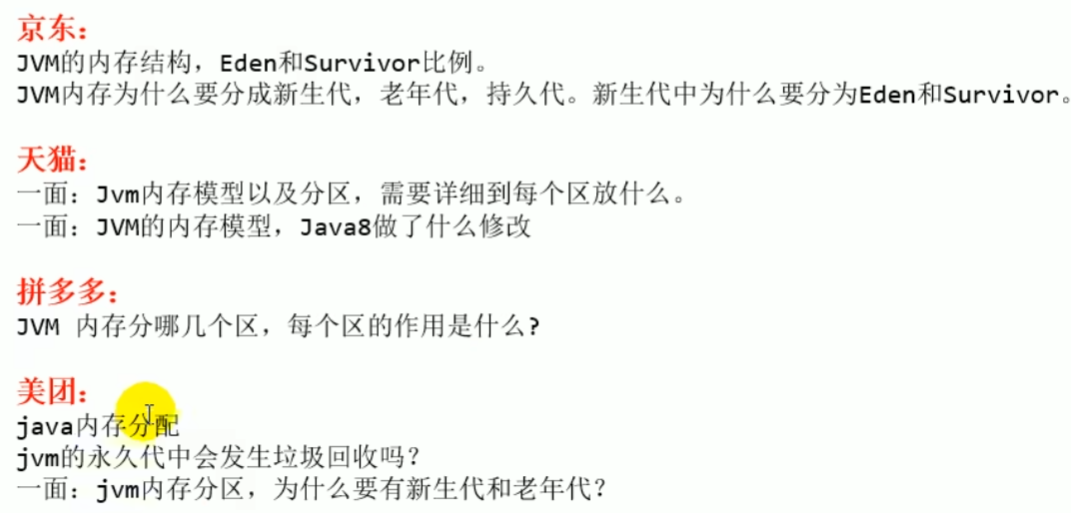 京东：
JVM的内存结构，Eden和Survivor比例。
JVM内存为什么要分成新生代，老年代，持久代。新生代中为什么要分为Eden和Survivor。
天猫：
一面：Jvm内存模型以及分区，需要详细到每个区放什么。
一面：JVM的内存模型，Java8做了什么修改
拼多多：
JVM 内存分哪几个区，每个区的作用是什么?
美团：
java内存分配
jvm的永久代中会发生垃圾回收吗？
一面：jvm内存分区，为什么要有新生代和老年代？